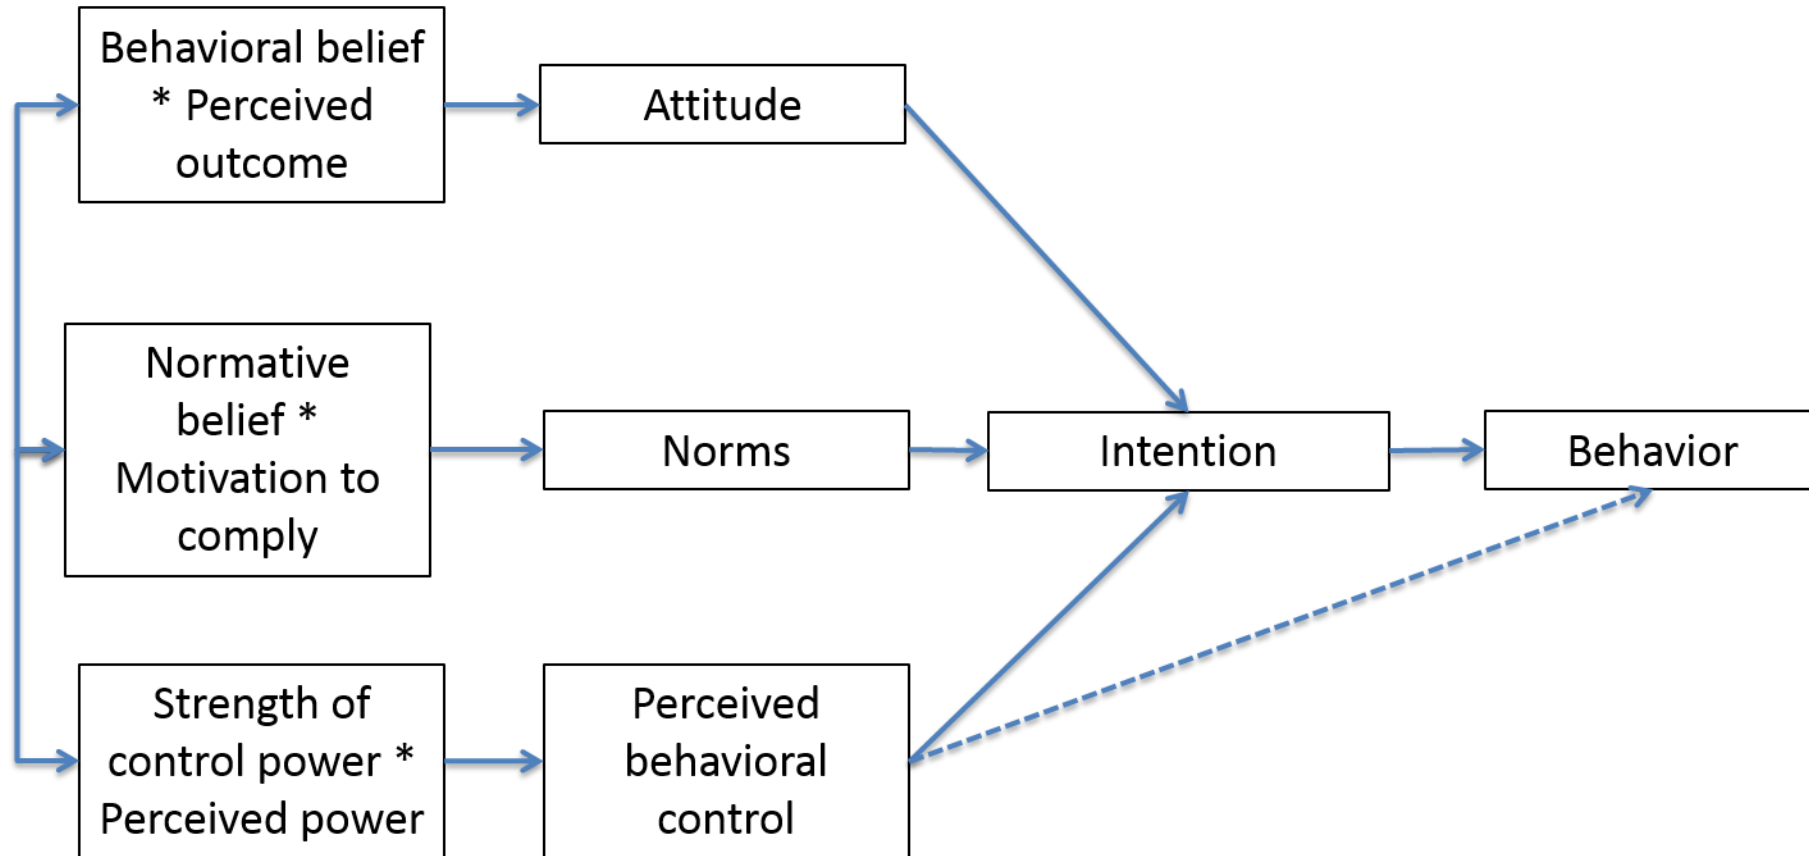 Behavioral belief
* Perceived
outcome
Attitude
Normative
belief *
Motivation to
comply
Norms
Intention
Behavior
Strength of
control power *
Perceived power
Perceived
behavioral
control